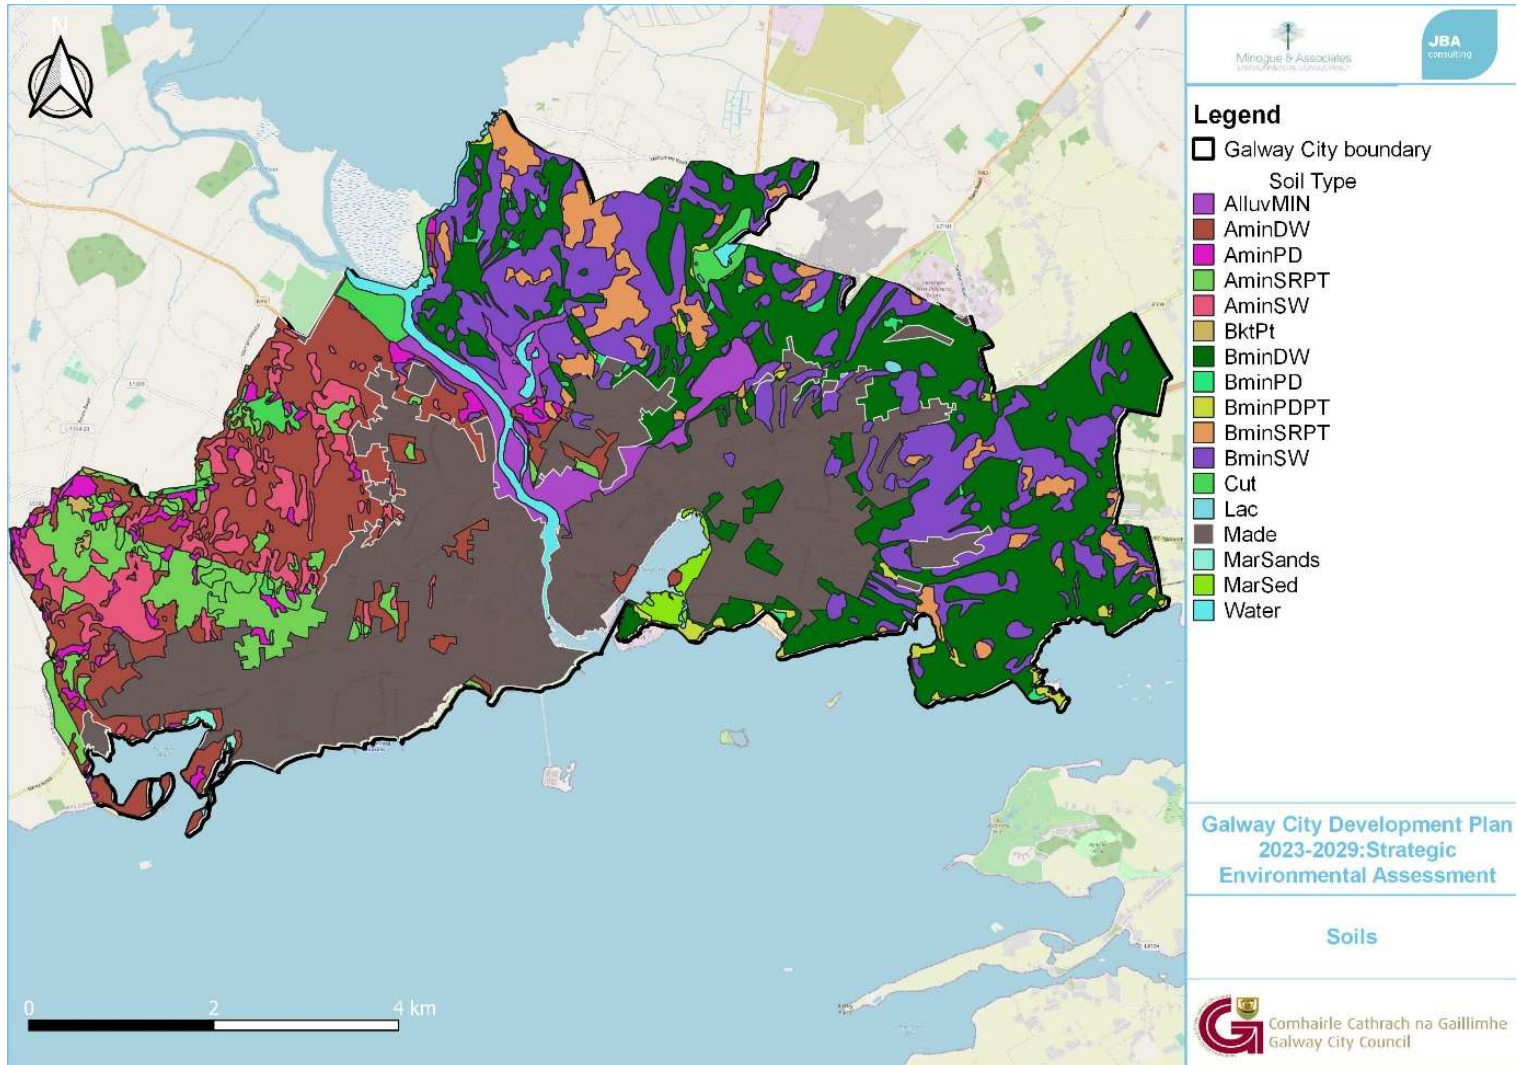 N
Minogue & Associates
ENVIRONMENTAL CONSULTANCY
JBA
consulting
Legend
Galway City boundary
Soil Type
AlluvMIN
AminDW
AminPD
AminSRPT
AminSW
BktPt
BminDW
BminPD
BminPDPT
BminSRPT
BminSW
Cut
Lac
Made
MarSands
MarSed
Water
Galway City Development Plan
2023-2029:Strategic
Environmental Assessment
Soils
Comhairle Cathrach na Gaillimhe
Galway City Council
0 2 4 km